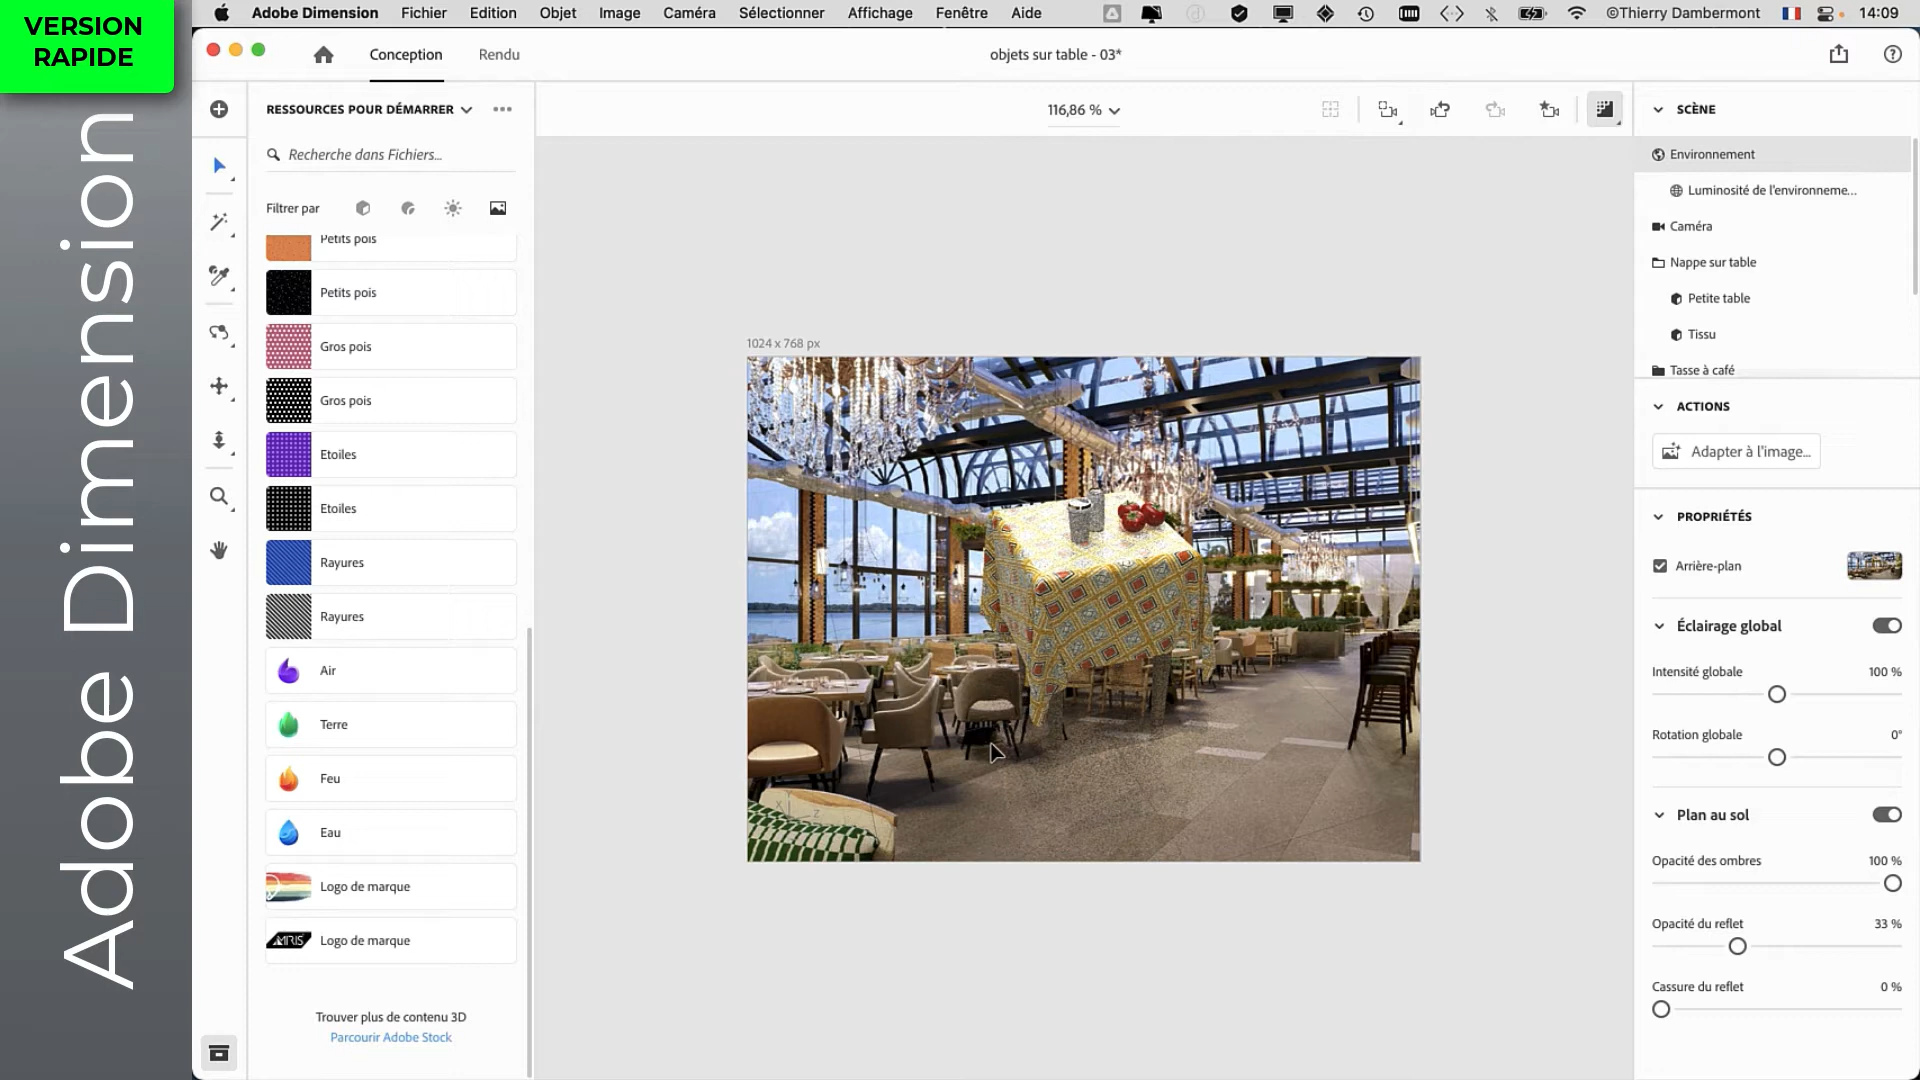 VERSION
RAPIDE
Adobe Dimension
Adobe Dimension Fichier Edition Objet Image Caméra Sélectionner Affichage Fenêtre Aide ©Thierry Dambermont 14:09
Conception Rendu objets sur table - 03*
RESSOURCES POUR DÉMARRER
Recherche dans Fichiers...
Filtrer par
Petits pois
Petits pois
Gros pois
Gros pois
Etoiles
Etoiles
Rayures
Rayures
Air
Terre
Feu
Eau
Logo de marque
MIRIS
Logo de marque
Trouver plus de contenu 3D
Parcourir Adobe Stock
116,86 %
1024 x 768 px
X
Z
SCÈNE
Environnement
Luminosité de l'environneme...
Caméra
Nappe sur table
Petite table
Tissu
Tasse à café
ACTIONS
Adapter à l'image...
PROPRIÉTÉS
Arrière-plan
Éclairage global
Intensité globale 100 %
Rotation globale 0°
Plan au sol
Opacité des ombres 100 %
Opacité du reflet 33 %
Cassure du reflet 0 %